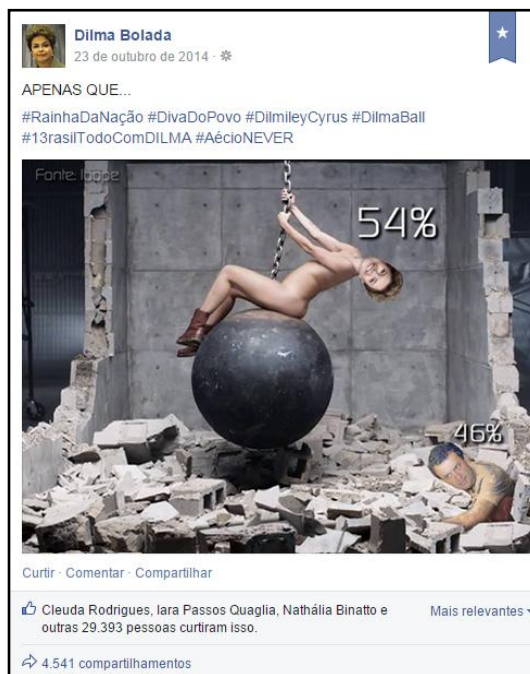 Dilma Bolada
23 de outubro de 2014 ·
APENAS QUE...
#RainhaDaNação #DivaDoPovo #DilmileyCyrus #DilmaBall
#13rasilTodoComDILMA #AécioNEVER
Fonte: Ibope
54%
46%
Curtir · Comentar · Compartilhar
Cleuda Rodrigues, Iara Passos Quaglia, Nathália Binatto e
outras 29.393 pessoas curtiram isso.
Mais relevantes
4.541 compartilhamentos